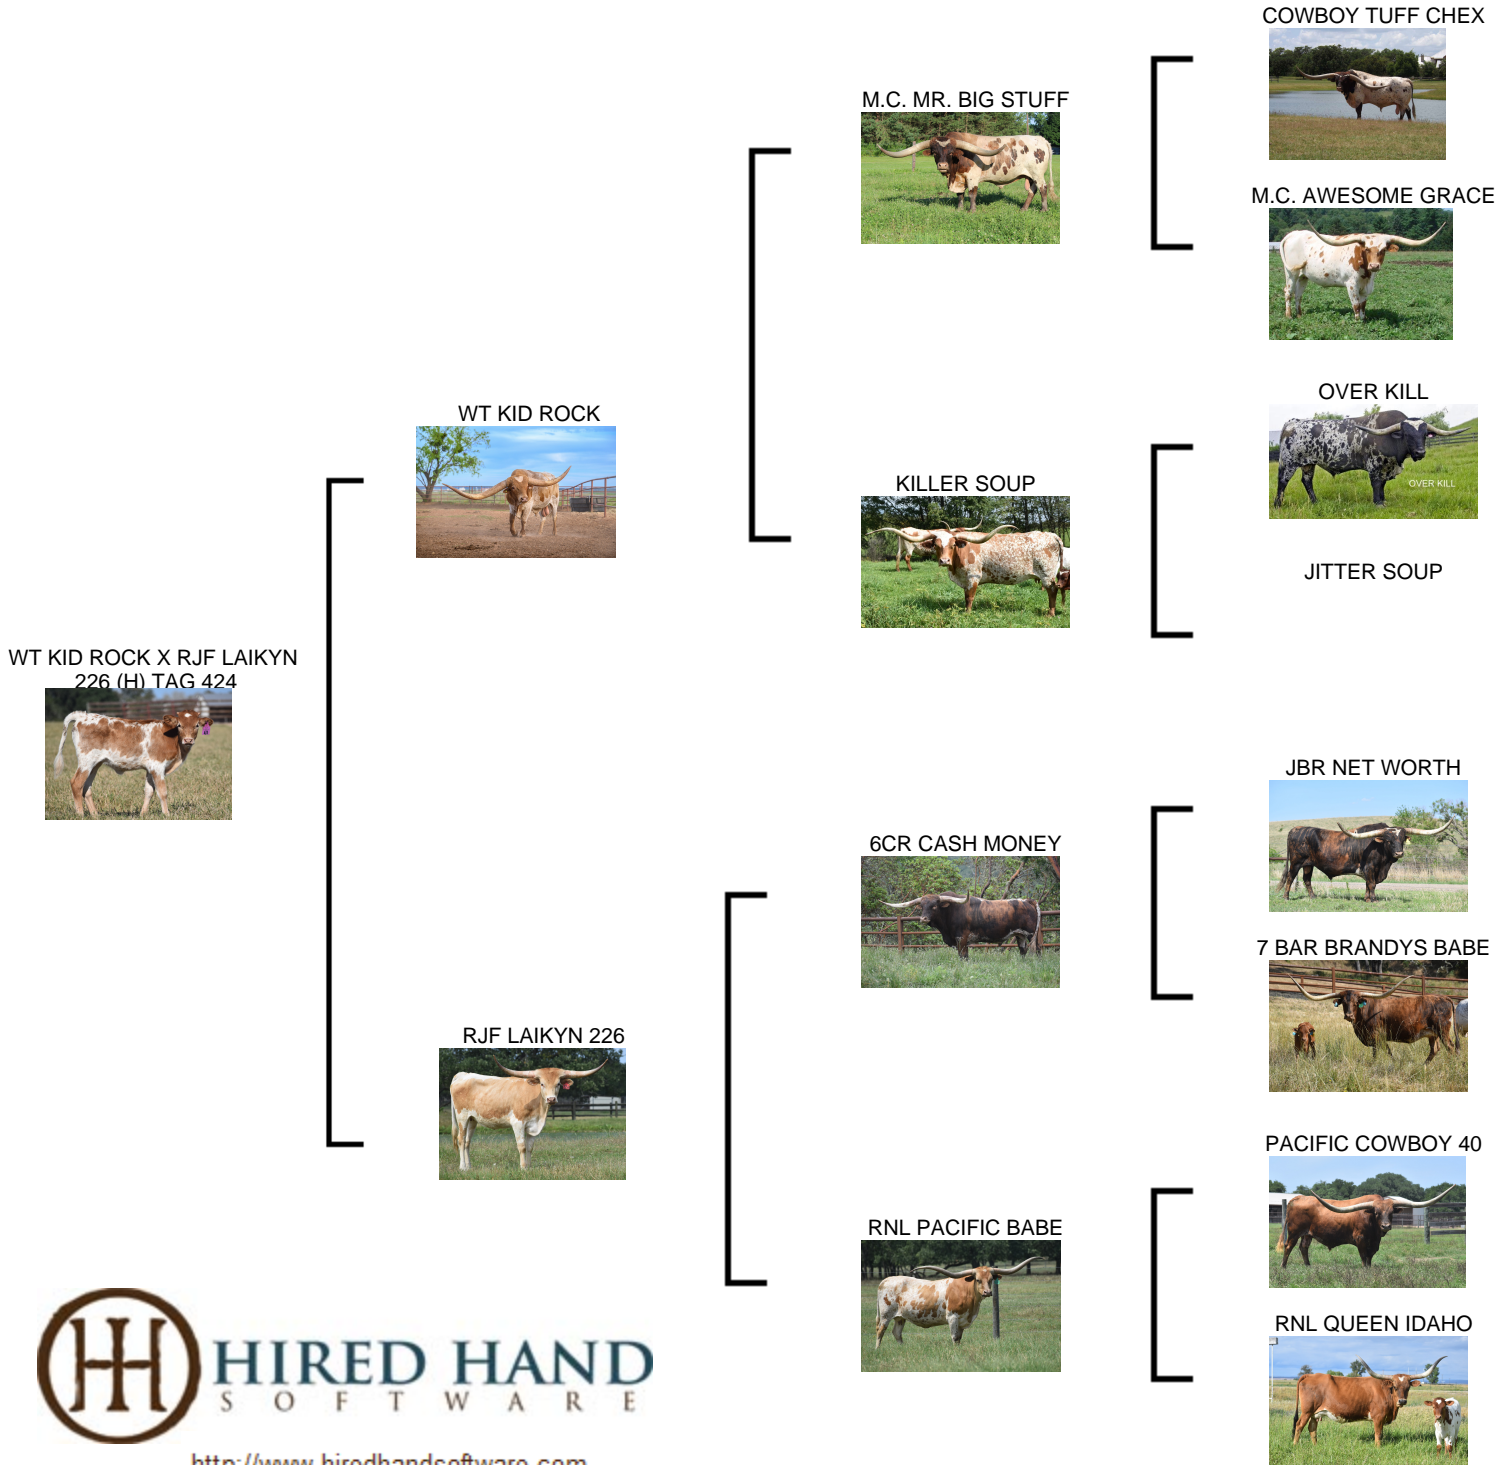 COWBOY TUFF CHEX
M.C. MR. BIG STUFF
M.C. AWESOME GRACE
WT KID ROCK
OVER KILL
OVER KILL
KILLER SOUP
JITTER SOUP
WT KID ROCK X RJF LAIKYN
226 (H) TAG 424
JBR NET WORTH
6CR CASH MONEY
7 BAR BRANDYS BABE
RJF LAIKYN 226
PACIFIC COWBOY 40
RNL PACIFIC BABE
RNL QUEEN IDAHO
HIRED HAND
SOFTWARE
http://www.hiredhandsoftware.com